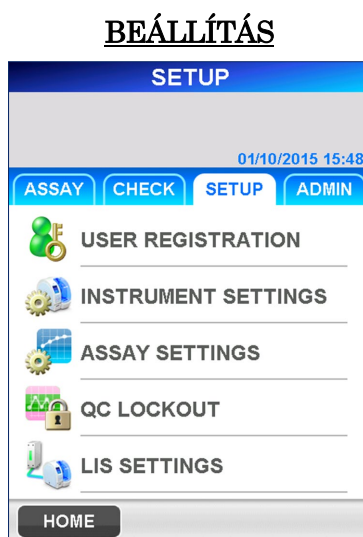 BEÁLLÍTÁS
SETUP
01/10/2015 15:48
ASSAY CHECK SETUP ADMIN
USER REGISTRATION
INSTRUMENT SETTINGS
ASSAY SETTINGS
QC LOCKOUT
LIS SETTINGS
HOME